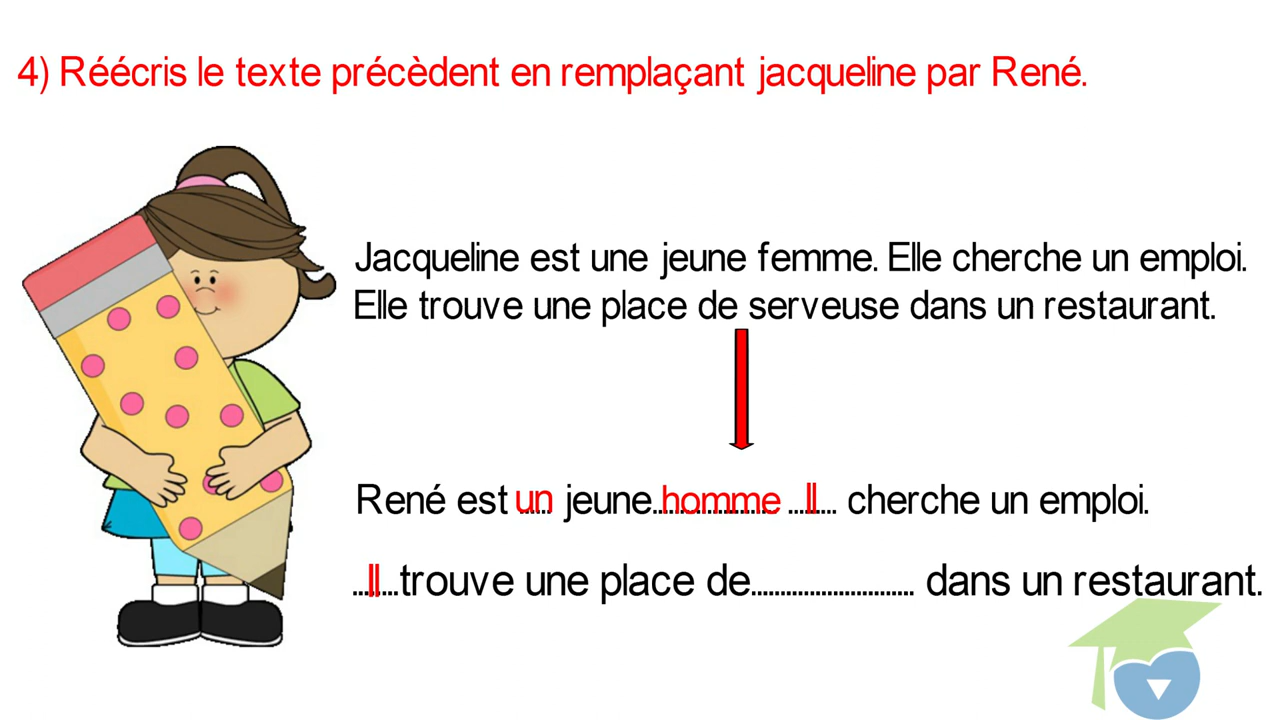 4) Réécris le texte précèdent en remplaçant jacqueline par René.
Jacqueline est une jeune femme. Elle cherche un emploi.
Elle trouve une place de serveuse dans un restaurant.
René est un jeune homme Il cherche un emploi.
Il trouve une place de........................... dans un restaurant.